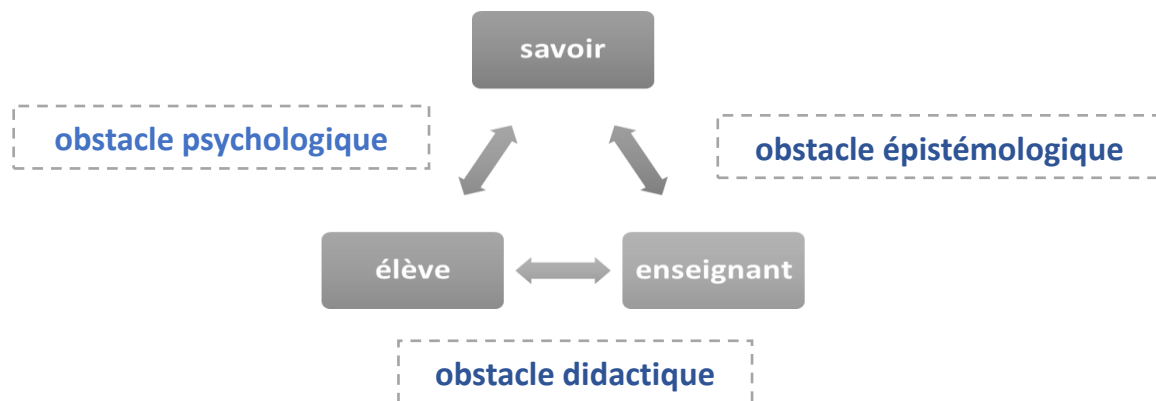 savoir
obstacle psychologique
obstacle épistémologique
élève
enseignant
obstacle didactique